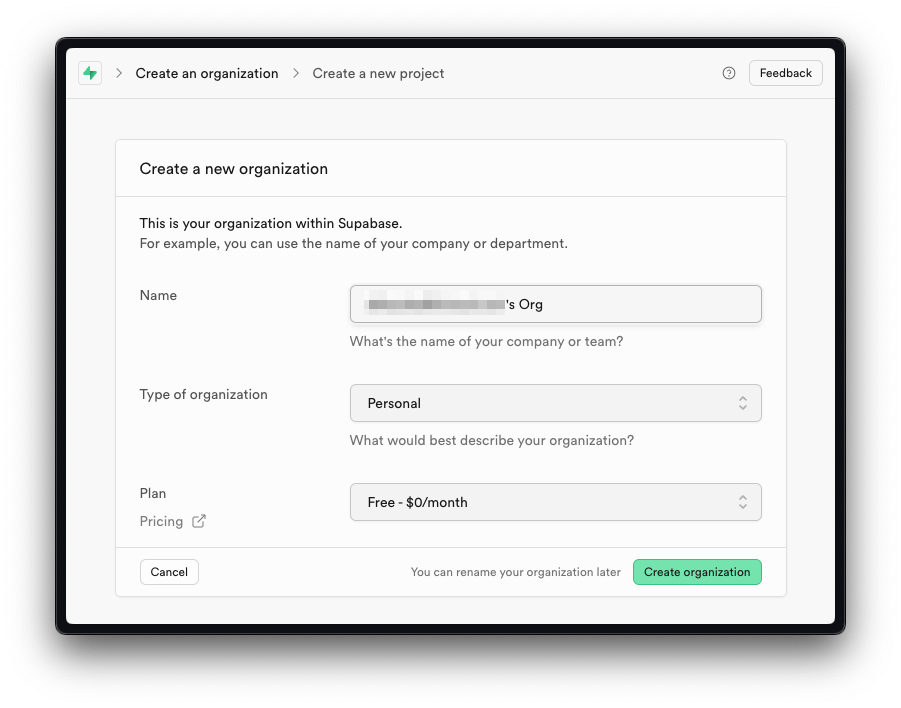 Create an organization Create a new project Feedback
Create a new organization
This is your organization within Supabase.
For example, you can use the name of your company or department.
Name
's Org
What's the name of your company or team?
Type of organization
Personal
What would best describe your organization?
Plan
Free - $0/month
Pricing
Cancel You can rename your organization later Create organization